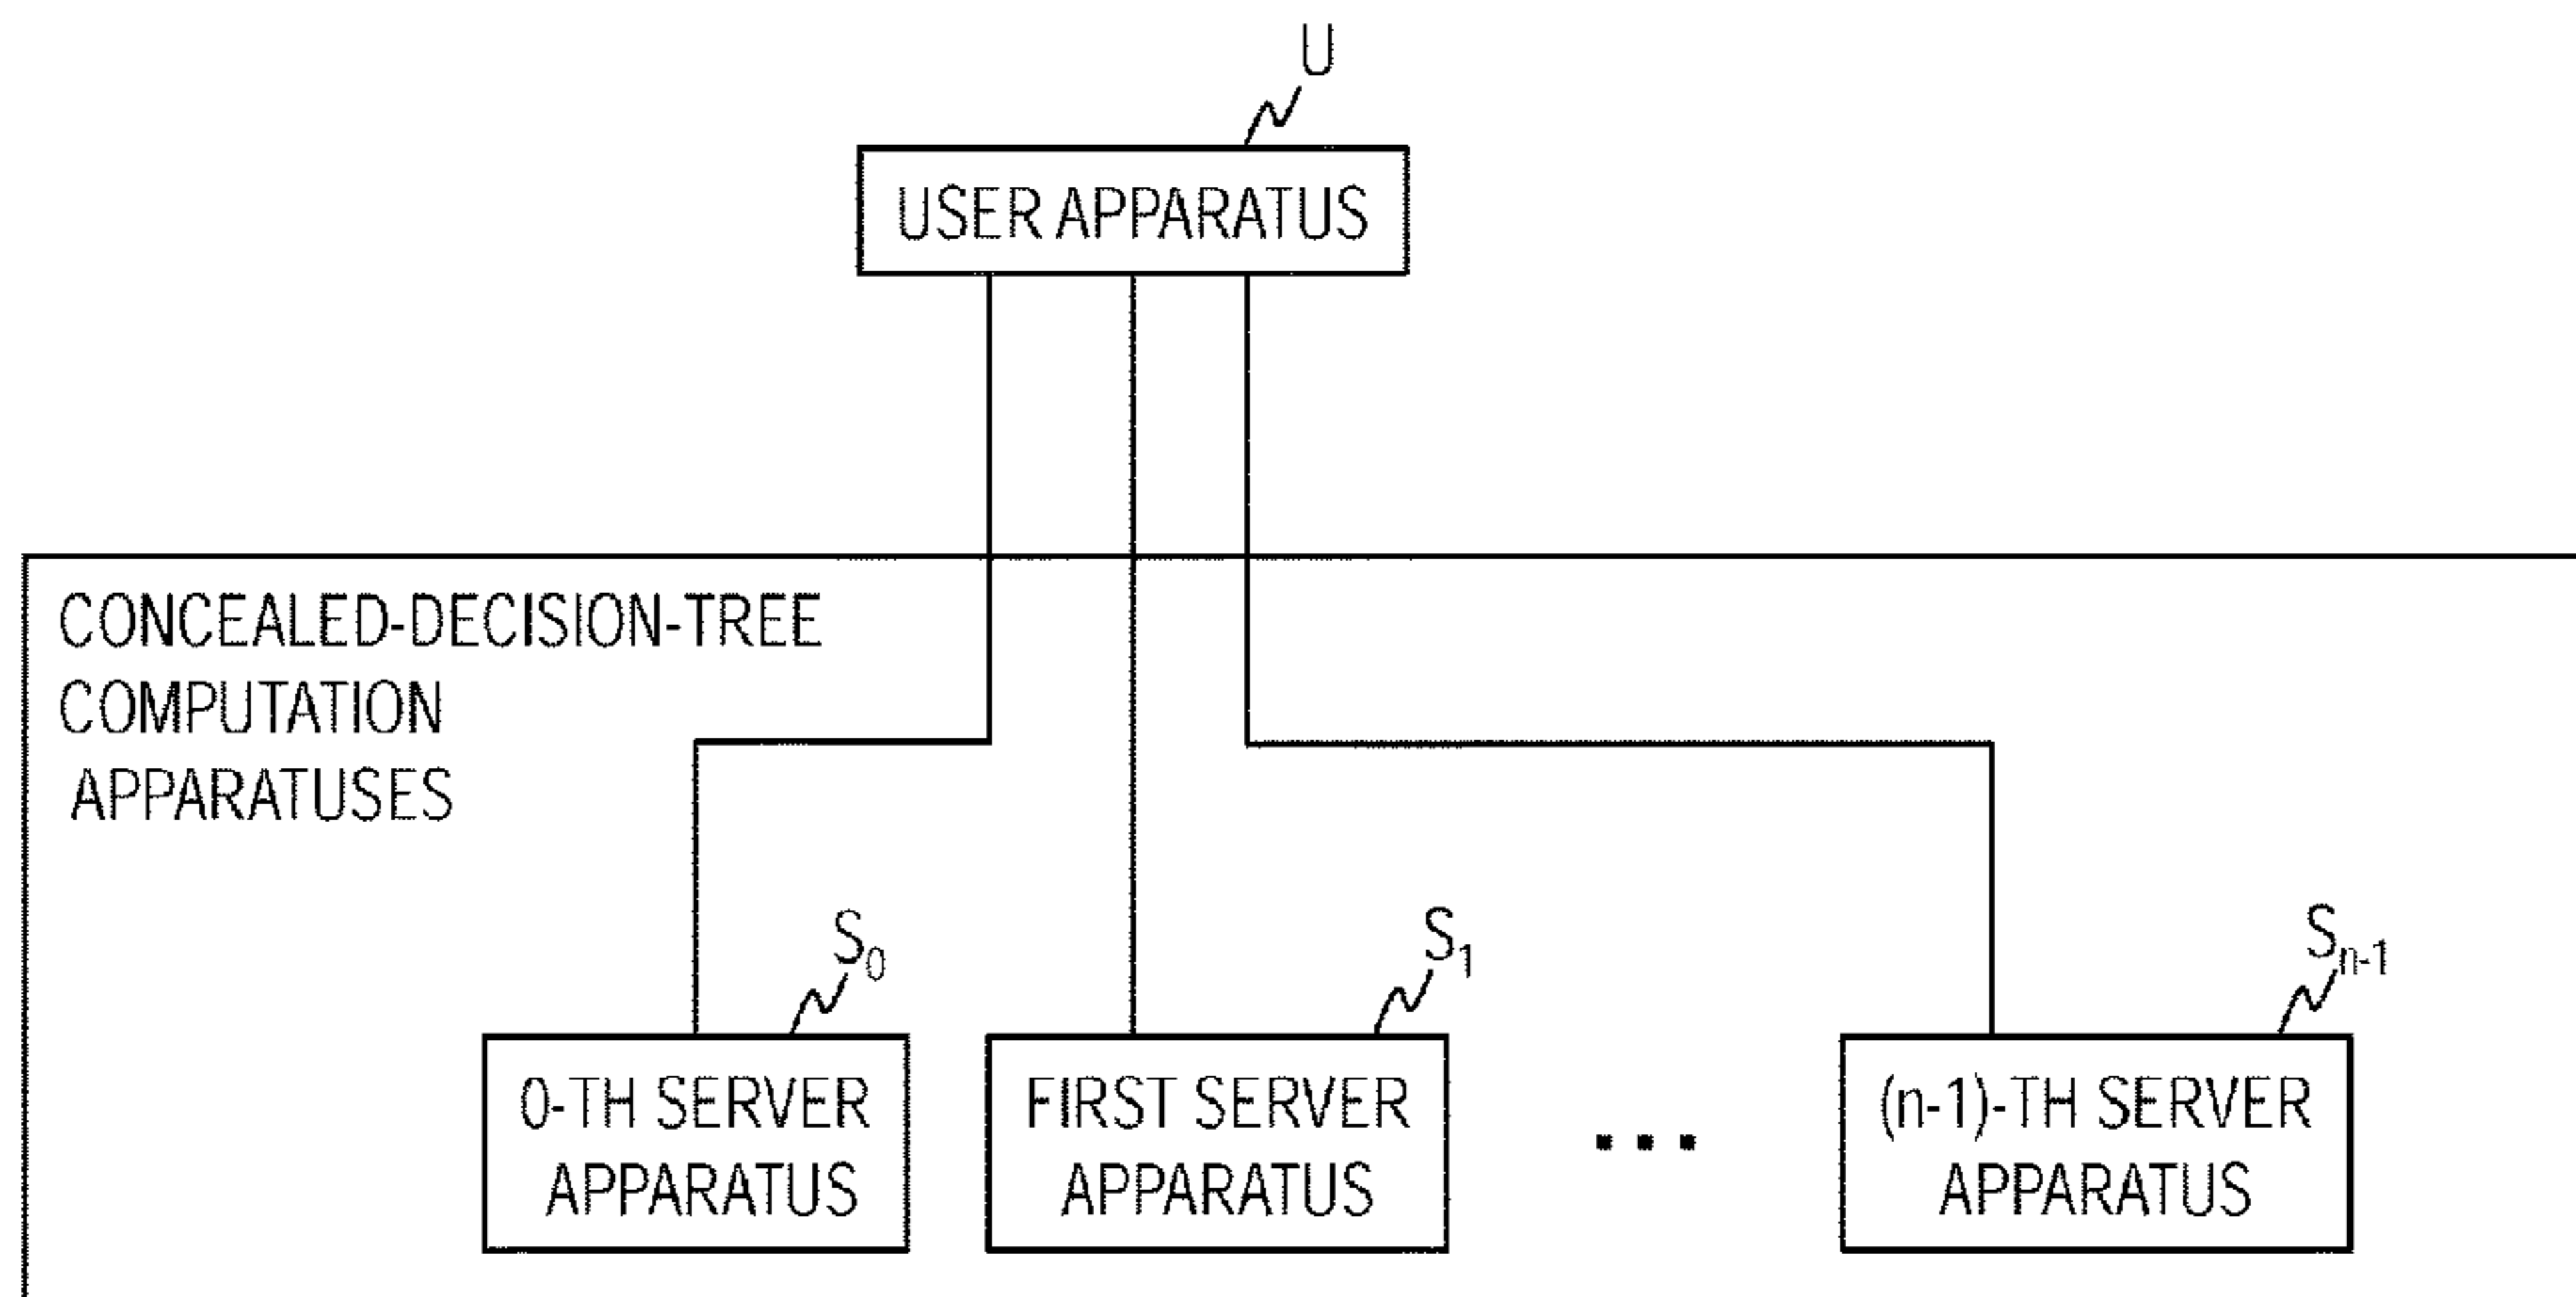 U
USER APPARATUS
CONCEALED-DECISION-TREE
COMPUTATION
APPARATUSES
S₀
S₁
Sₙ₋₁
0-TH SERVER
APPARATUS
FIRST SERVER
APPARATUS
...
(n-1)-TH SERVER
APPARATUS